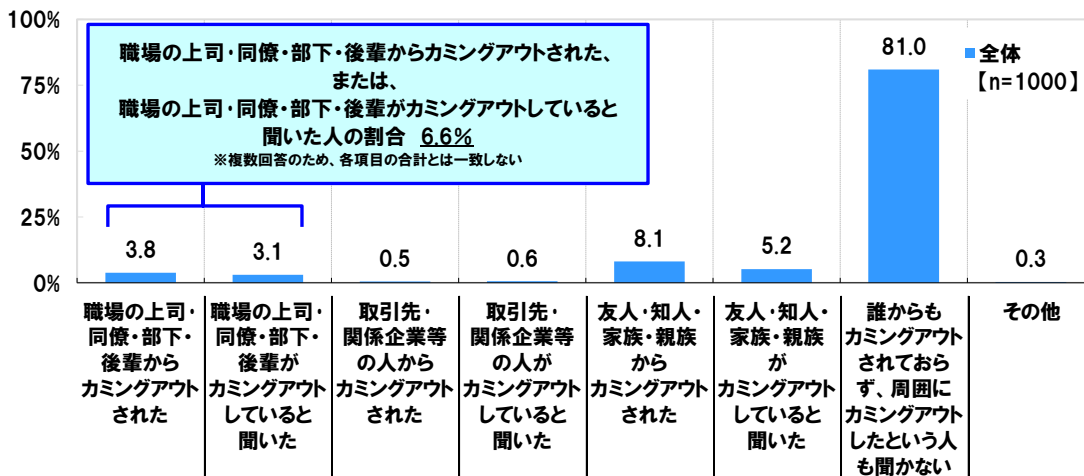 100%
75%
50%
25%
0%
職場の上司・同僚・部下・後輩からカミングアウトされた、
または、
職場の上司・同僚・部下・後輩がカミングアウトしていると
聞いた人の割合 6.6%
※複数回答のため、各項目の合計とは一致しない
全体
【n=1000】
3.8
3.1
0.5
0.6
8.1
5.2
81.0
0.3
職場の上司・
同僚・部下・
後輩から
カミングアウト
された
職場の上司・
同僚・部下・
後輩が
カミングアウト
していると
聞いた
取引先・
関係企業等
の人から
カミングアウト
された
取引先・
関係企業等
の人が
カミングアウト
していると
聞いた
友人・知人・
家族・親族
から
カミングアウト
された
友人・知人・
家族・親族
が
カミングアウト
していると
聞いた
誰からも
カミングアウト
されておら
ず、周囲に
カミングアウト
したという人
も聞かない
その他